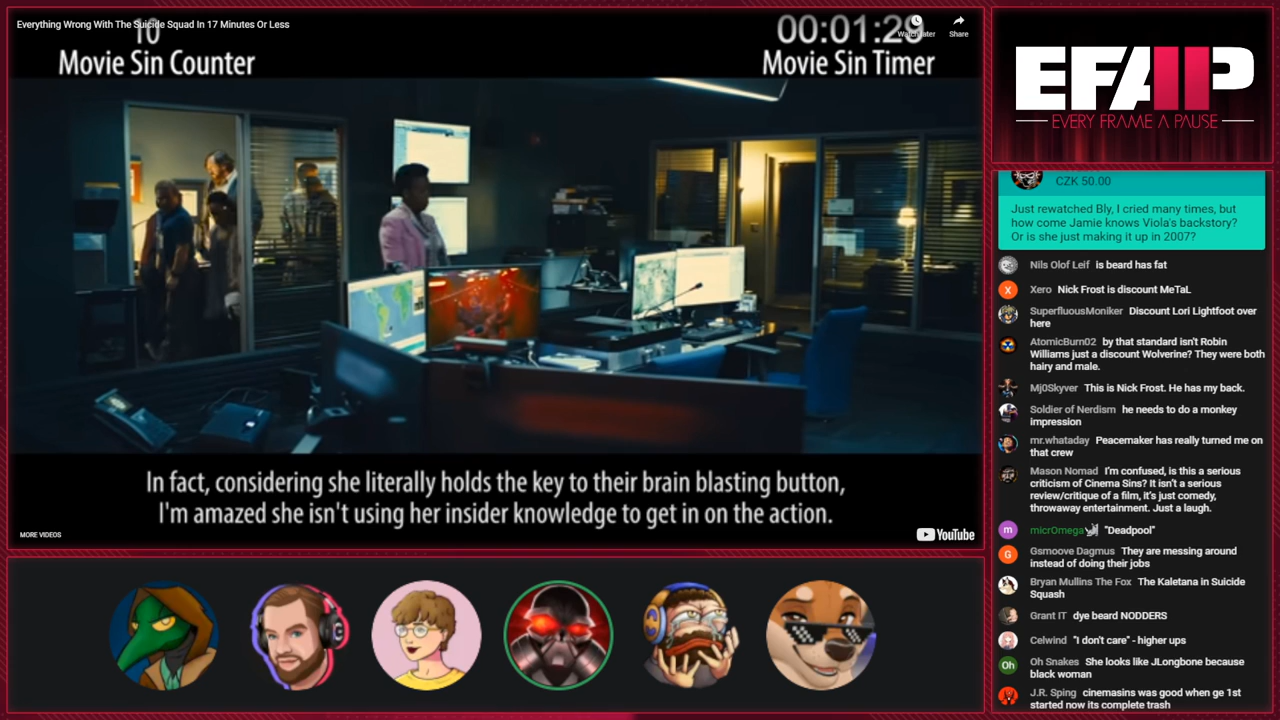 Everything Wrong With The Suicide Squad In 17 Minutes Or Less
10
Movie Sin Counter
00:01:29
Movie Sin Timer
Watch later
Share
In fact, considering she literally holds the key to their brain blasting button,
I'm amazed she isn't using her insider knowledge to get in on the action.
MORE VIDEOS
YouTube
EFAP
EVERY FRAME A PAUSE
CZK 50.00
Just rewatched Bly, I cried many times, but
how come Jamie knows Viola's backstory?
Or is she just making it up in 2007?
Nils Olof Leif is beard has fat
X
Xero Nick Frost is discount MeTaL
SuperfluousMoniker Discount Lori Lightfoot over
here
AtomicBurn02 by that standard isn't Robin
Williams just a discount Wolverine? They were both
hairy and male.
Mj0Skyver This is Nick Frost. He has my back.
Soldier of Nerdism he needs to do a monkey
impression
mr.whataday Peacemaker has really turned me on
that crew
Mason Nomad I'm confused, is this a serious
criticism of Cinema Sins? It isn't a serious
review/critique of a film, it's just comedy,
throwaway entertainment. Just a laugh.
m
micrOmega "Deadpool"
G
Gsmoove Dagmus They are messing around
instead of doing their jobs
Bryan Mullins The Fox The Kaletana in Suicide
Squash
Grant IT dye beard NODDERS
Celwind "I don't care" - higher ups
Oh
Oh Snakes She looks like JLongbone because
black woman
J.R. Sping cinemasins was good when ge 1st
started now its complete trash